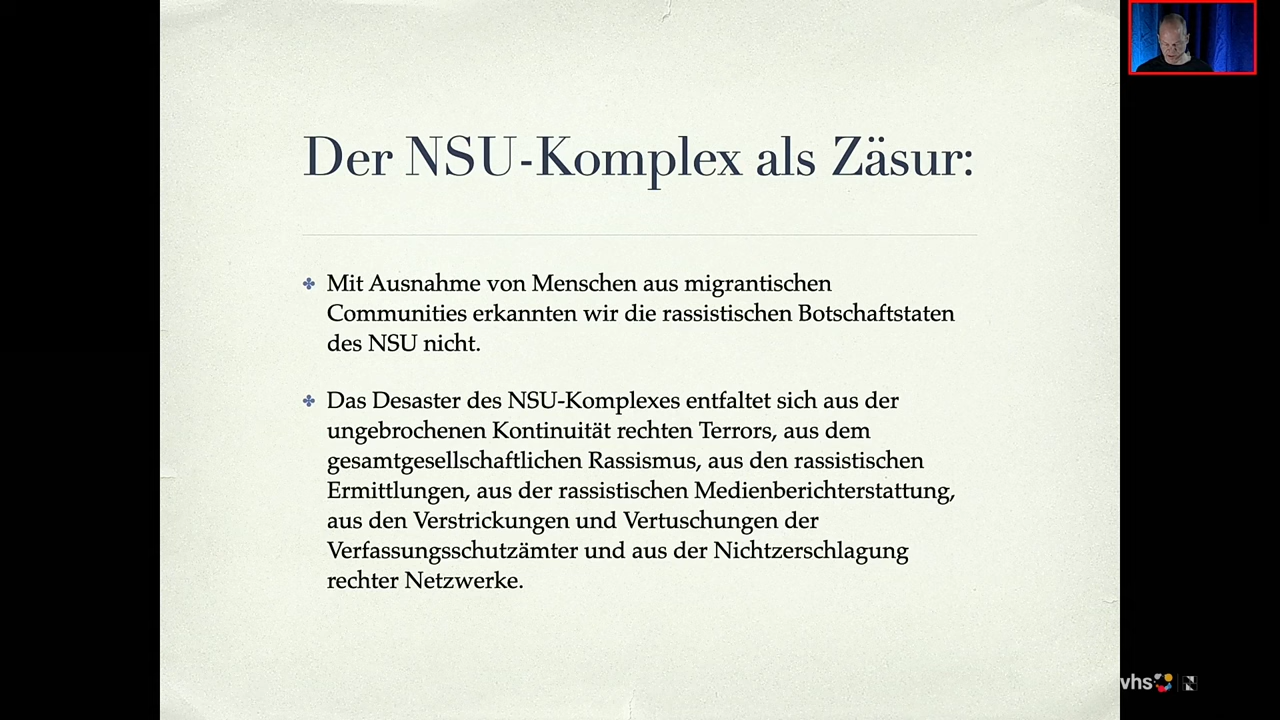 Der NSU-Komplex als Zäsur:
Mit Ausnahme von Menschen aus migrantischen
Communities erkannten wir die rassistischen Botschaftstaten
des NSU nicht.
Das Desaster des NSU-Komplexes entfaltet sich aus der
ungebrochenen Kontinuität rechten Terrors, aus dem
gesamtgesellschaftlichen Rassismus, aus den rassistischen
Ermittlungen, aus der rassistischen Medienberichterstattung,
aus den Verstrickungen und Vertuschungen der
Verfassungsschutzämter und aus der Nichtzerschlagung
rechter Netzwerke.
vhs